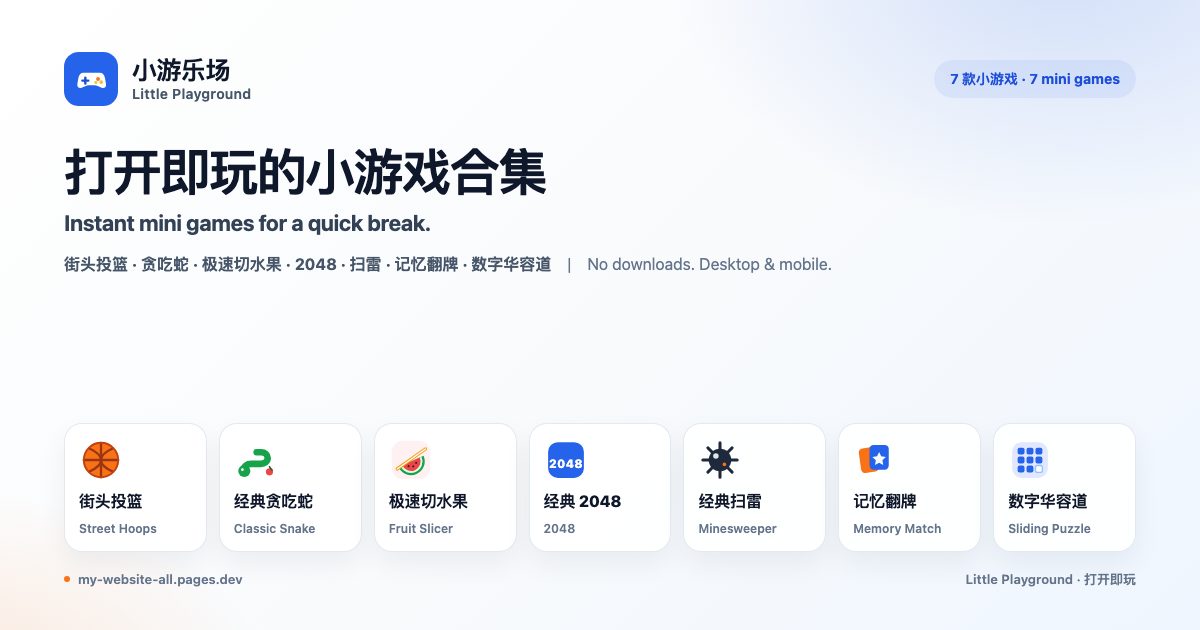 小游乐场
Little Playground
7 款小游戏 · 7 mini games
打开即玩的小游戏合集
Instant mini games for a quick break.
街头投篮 · 贪吃蛇 · 极速切水果 · 2048 · 扫雷 · 记忆翻牌 · 数字华容道 | No downloads. Desktop & mobile.
街头投篮
Street Hoops
经典贪吃蛇
Classic Snake
极速切水果
Fruit Slicer
2048
经典 2048
2048
经典扫雷
Minesweeper
记忆翻牌
Memory Match
数字华容道
Sliding Puzzle
my-website-all.pages.dev
Little Playground · 打开即玩